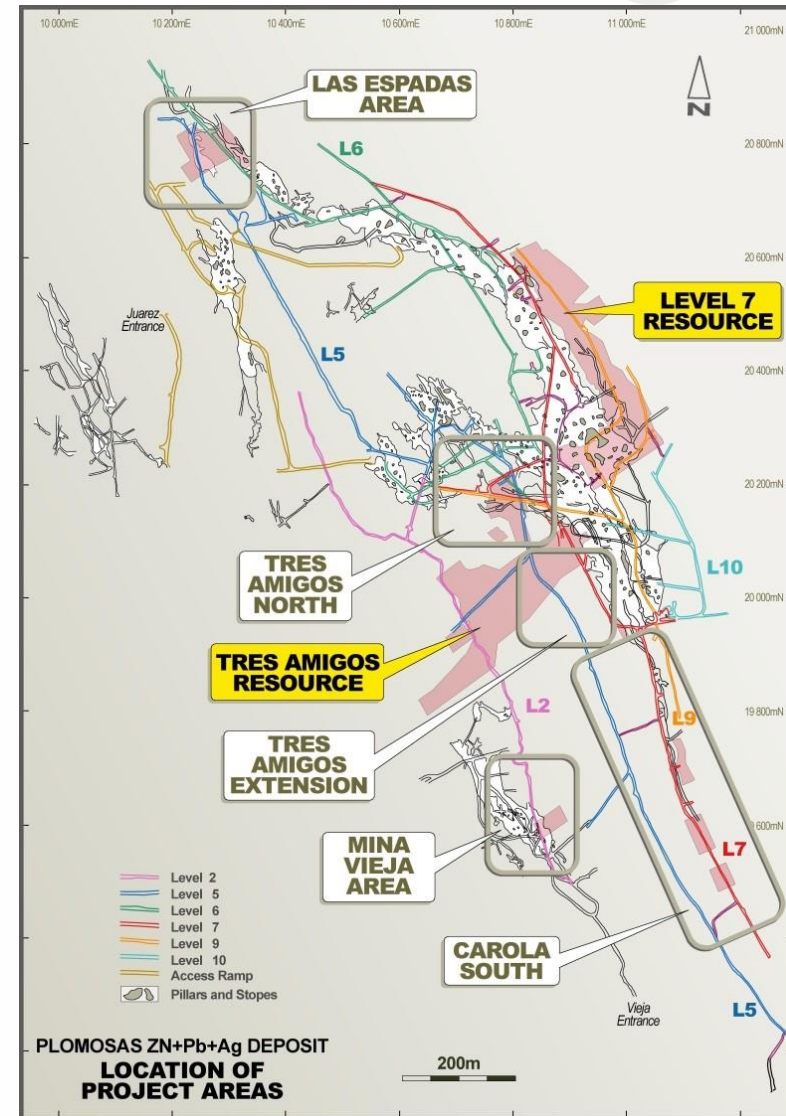 10 000mE
10 200mE
10 400mE
10 600mE
10 800mE
11 000mE
21 000mN
LAS ESPADAS
AREA
N
L6
20 800mN
20 600mN
Juarez
Entrance
LEVEL 7
RESOURCE
L5
20 400mN
20 200mN
TRES
AMIGOS
NORTH
L10
20 000mN
TRES AMIGOS
RESOURCE
L2
L9
19 800mN
TRES
AMIGOS
EXTENSION
600mN
MINA
VIEJA
AREA
L7
Level 2
Level 5
Level 6
Level 7
Level 9
Level 10
Access Ramp
Pillars and Stopes
CAROLA
SOUTH
Vieja
Entrance
L5
PLOMOSAS ZN+Pb+Ag DEPOSIT
LOCATION OF
PROJECT AREAS
200m